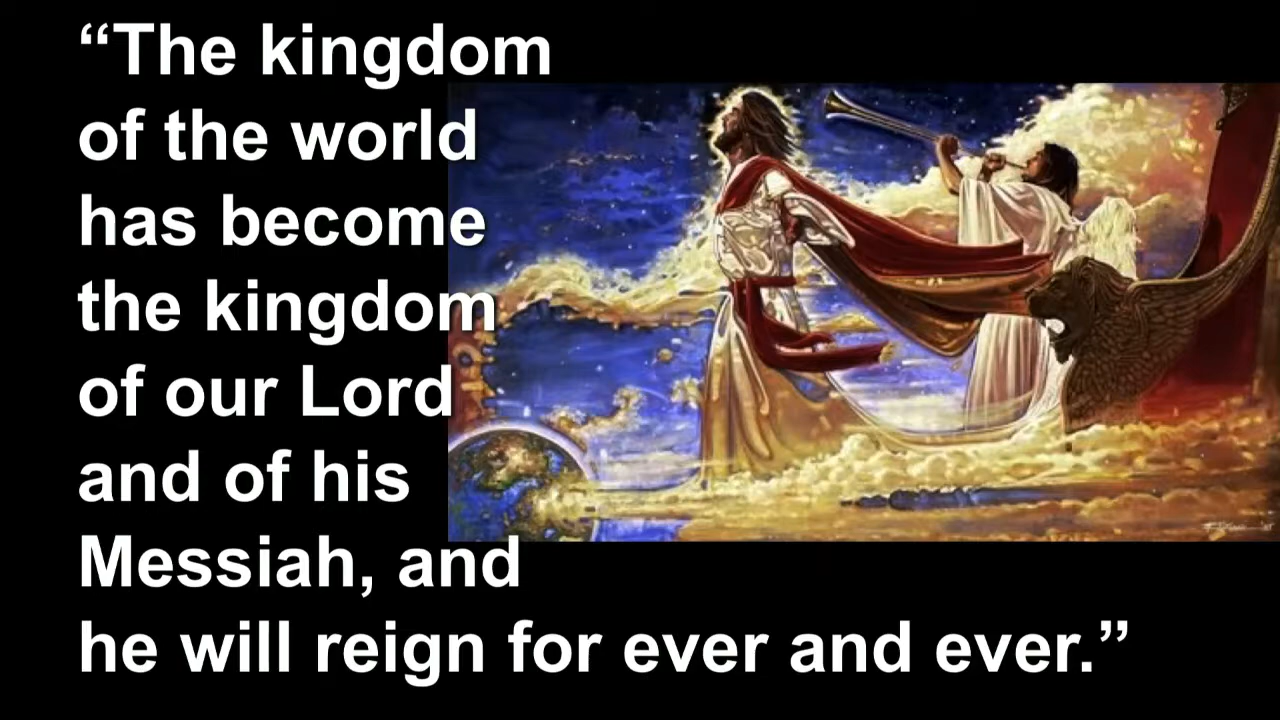 “The kingdom
of the world
has become
the kingdom
of our Lord
and of his
Messiah, and
he will reign for ever and ever.”